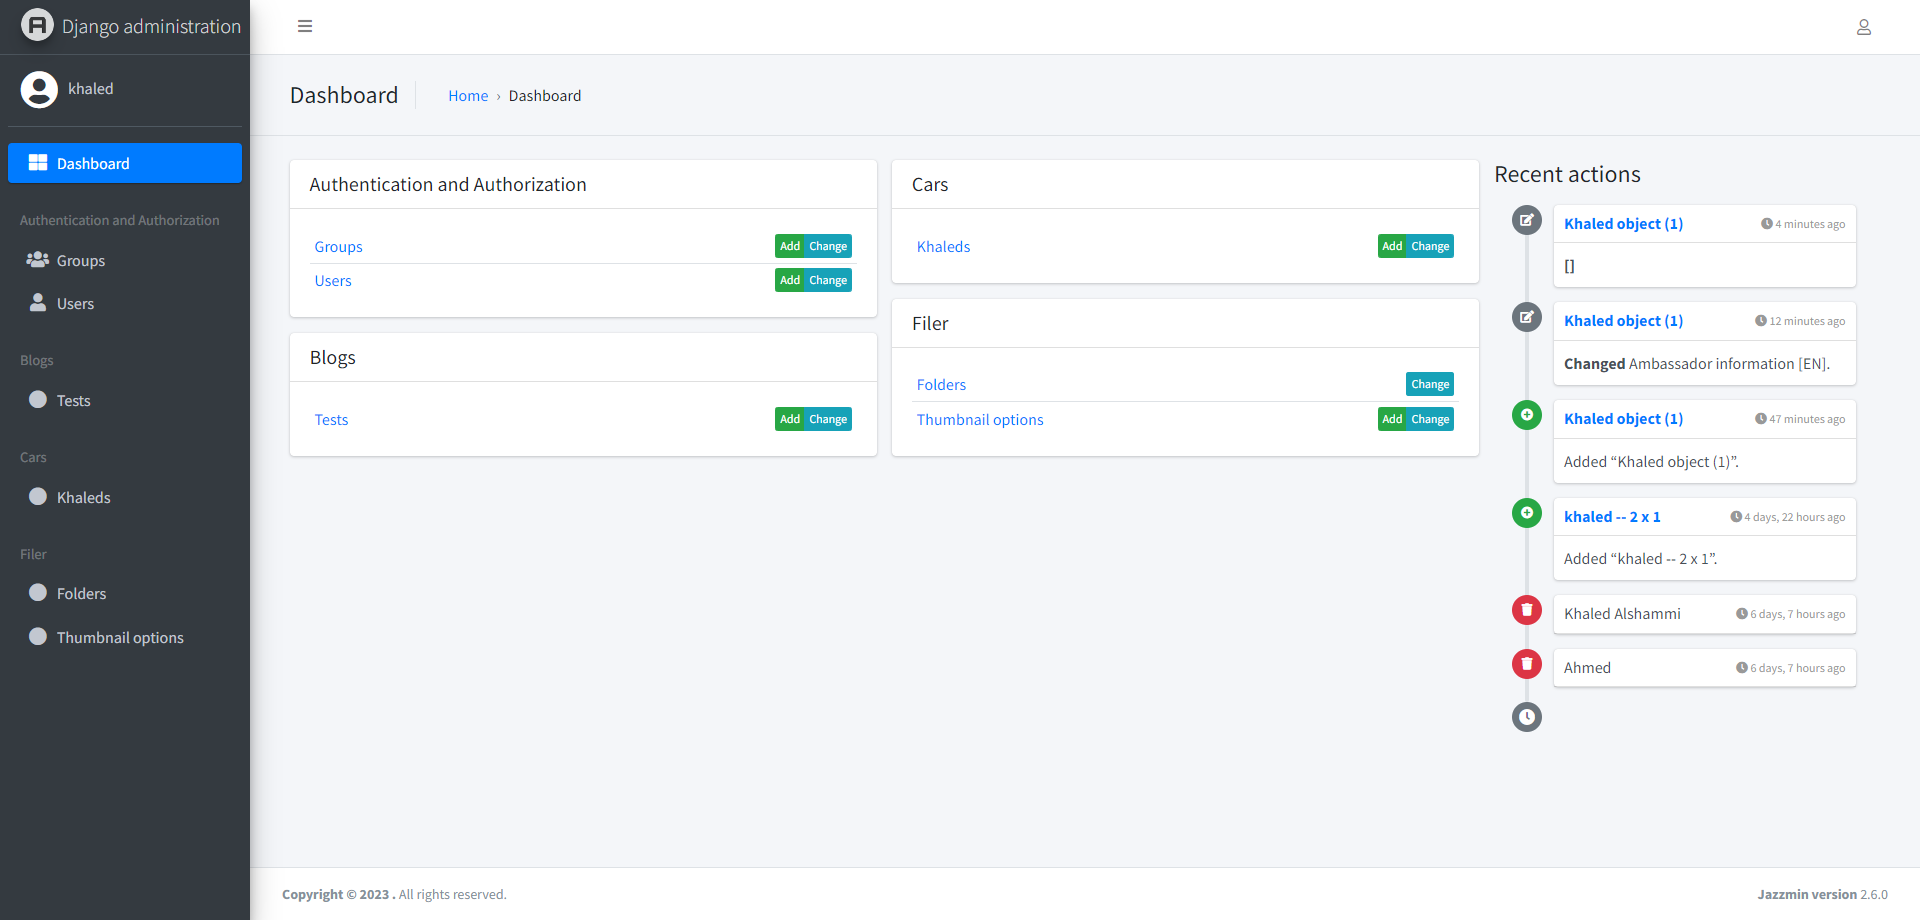 Django administration
khaled
Dashboard
Authentication and Authorization
Groups
Users
Blogs
Tests
Cars
Khaleds
Filer
Folders
Thumbnail options
Dashboard
Home › Dashboard
Authentication and Authorization
Groups Add Change
Users Add Change
Blogs
Tests Add Change
Cars
Khaleds Add Change
Filer
Folders Change
Thumbnail options Add Change
Recent actions
Khaled object (1) 4 minutes ago
[]
Khaled object (1) 12 minutes ago
Changed Ambassador information [EN].
Khaled object (1) 47 minutes ago
Added “Khaled object (1)”.
khaled -- 2 x 1 4 days, 22 hours ago
Added “khaled -- 2 x 1”.
Khaled Alshammi 6 days, 7 hours ago
Ahmed 6 days, 7 hours ago
Copyright © 2023 . All rights reserved.
Jazzmin version 2.6.0